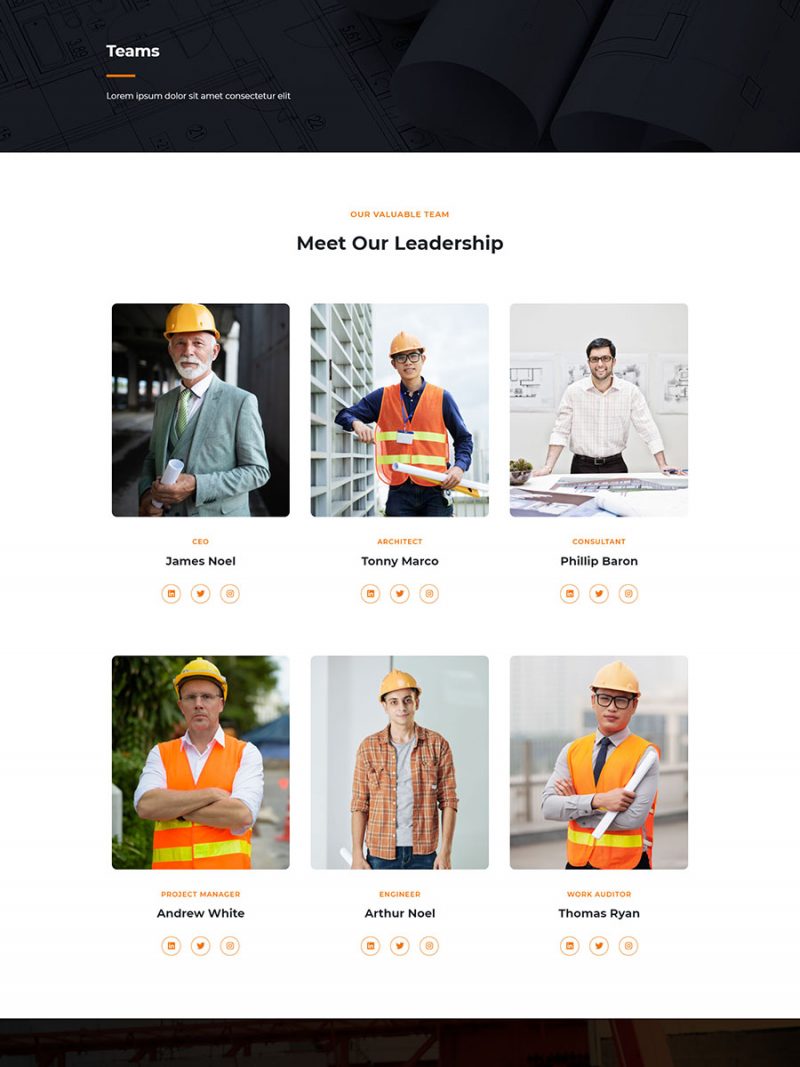 Teams
Lorem ipsum dolor sit amet consectetur elit
OUR VALUABLE TEAM
Meet Our Leadership
CEO
James Noel
ARCHITECT
Tonny Marco
CONSULTANT
Phillip Baron
PROJECT MANAGER
Andrew White
ENGINEER
Arthur Noel
WORK AUDITOR
Thomas Ryan